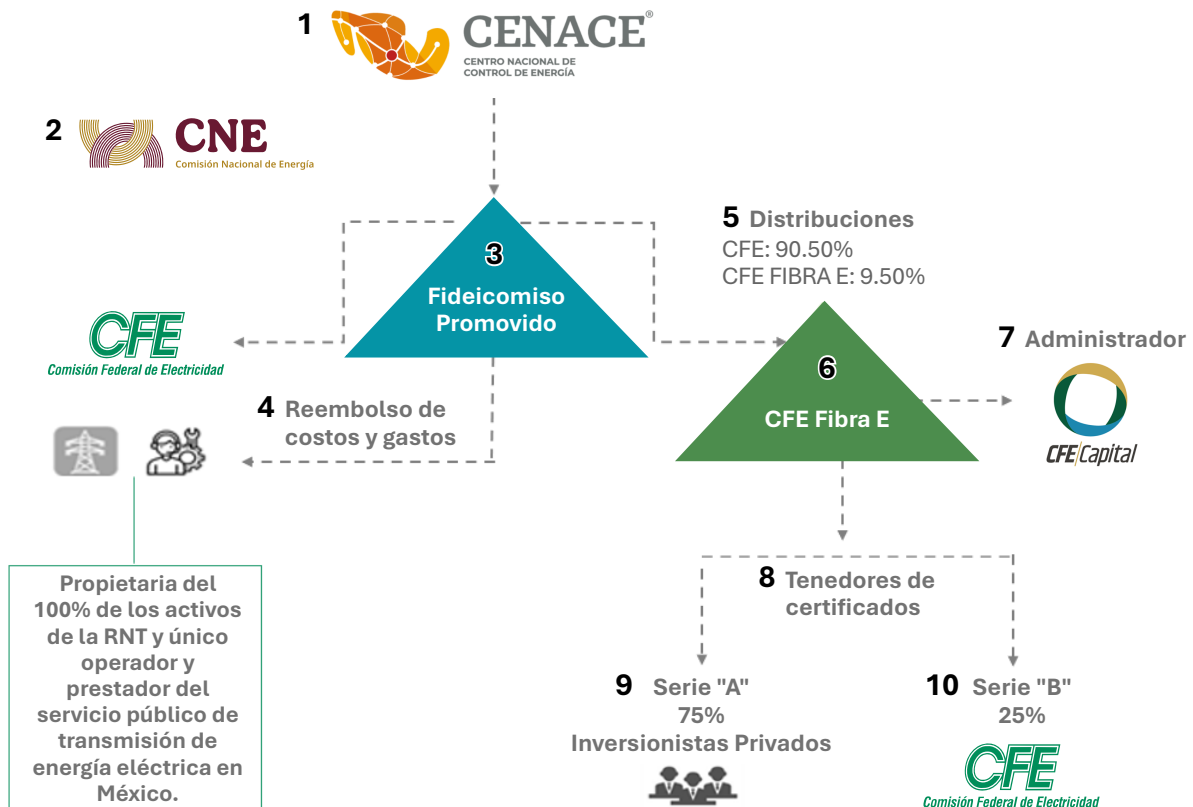 1
CENACE®
CENTRO NACIONAL DE
CONTROL DE ENERGÍA
2
CNE
Comisión Nacional de Energía
3
Fideicomiso
Promovido
5 Distribuciones
CFE: 90.50%
CFE FIBRA E: 9.50%
CFE
Comisión Federal de Electricidad
4 Reembolso de
costos y gastos
6
CFE Fibra E
7 Administrador
CFE/Capital
Propietaria del
100% de los activos
de la RNT y único
operador y
prestador del
servicio público de
transmisión de
energía eléctrica en
México.
8 Tenedores de
certificados
9 Serie "A"
75%
Inversionistas Privados
10 Serie "B"
25%
CFE
Comisión Federal de Electricidad